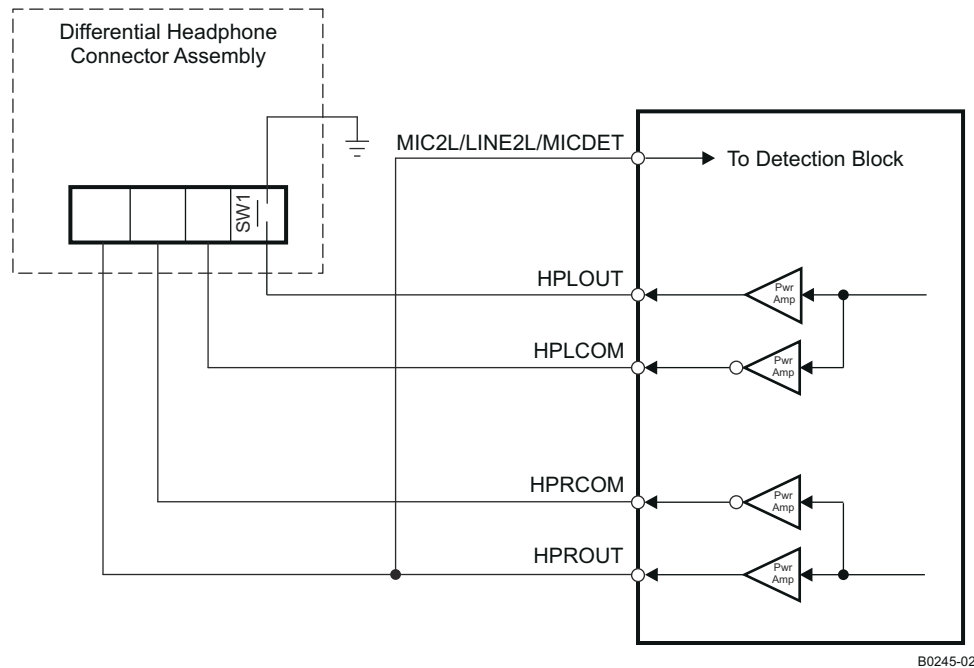 Differential Headphone
Connector Assembly
MIC2L/LINE2L/MICDET
To Detection Block
SW1
HPLOUT
Pwr
Amp
HPLCOM
Pwr
Amp
HPRCOM
Pwr
Amp
HPROUT
Pwr
Amp
B0245-02